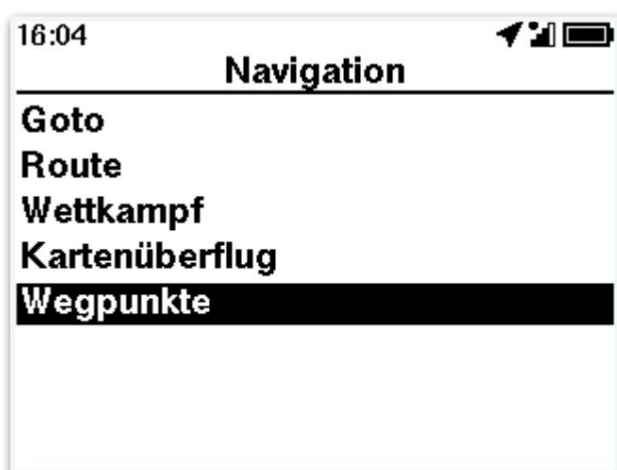 16:04
Navigation
Goto
Route
Wettkampf
Kartenüberflug
Wegpunkte